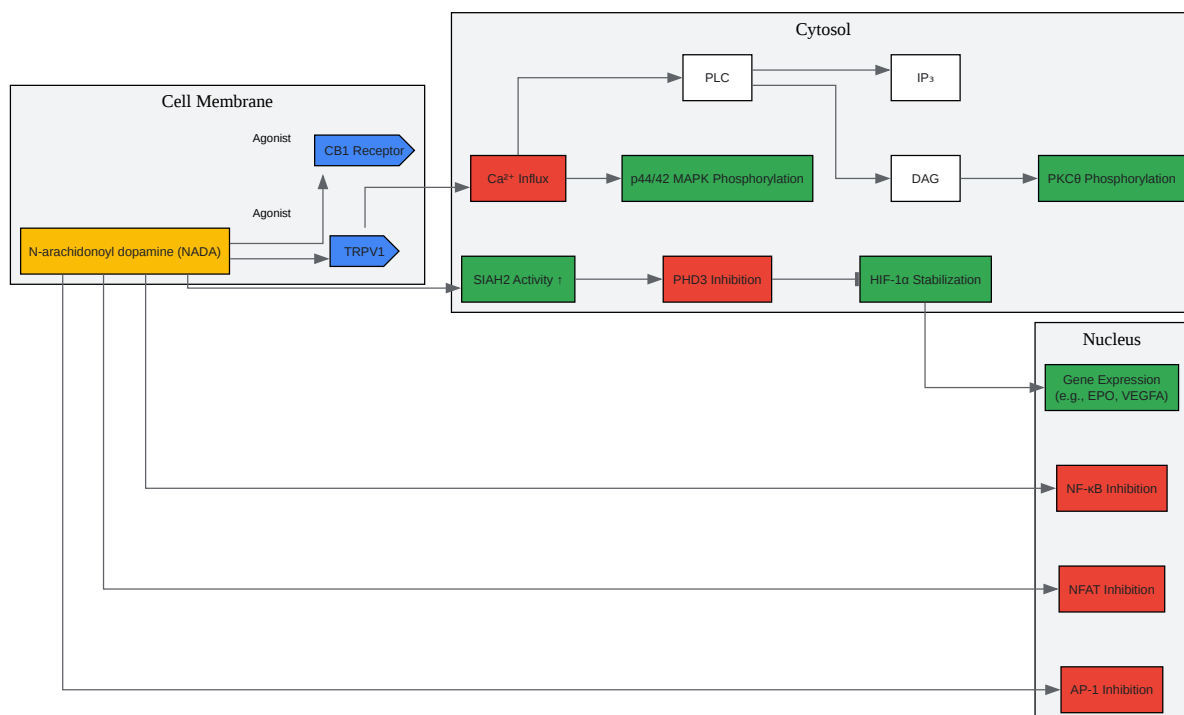 Cytosol
PLC
IP₃
Cell Membrane
Agonist
CB1 Receptor
Ca²⁺ Influx
p44/42 MAPK Phosphorylation
DAG
PKCθ Phosphorylation
Agonist
N-arachidonoyl dopamine (NADA)
TRPV1
SIAH2 Activity ↑
PHD3 Inhibition
HIF-1α Stabilization
Nucleus
Gene Expression
(e.g., EPO, VEGFA)
NF-κB Inhibition
NFAT Inhibition
AP-1 Inhibition